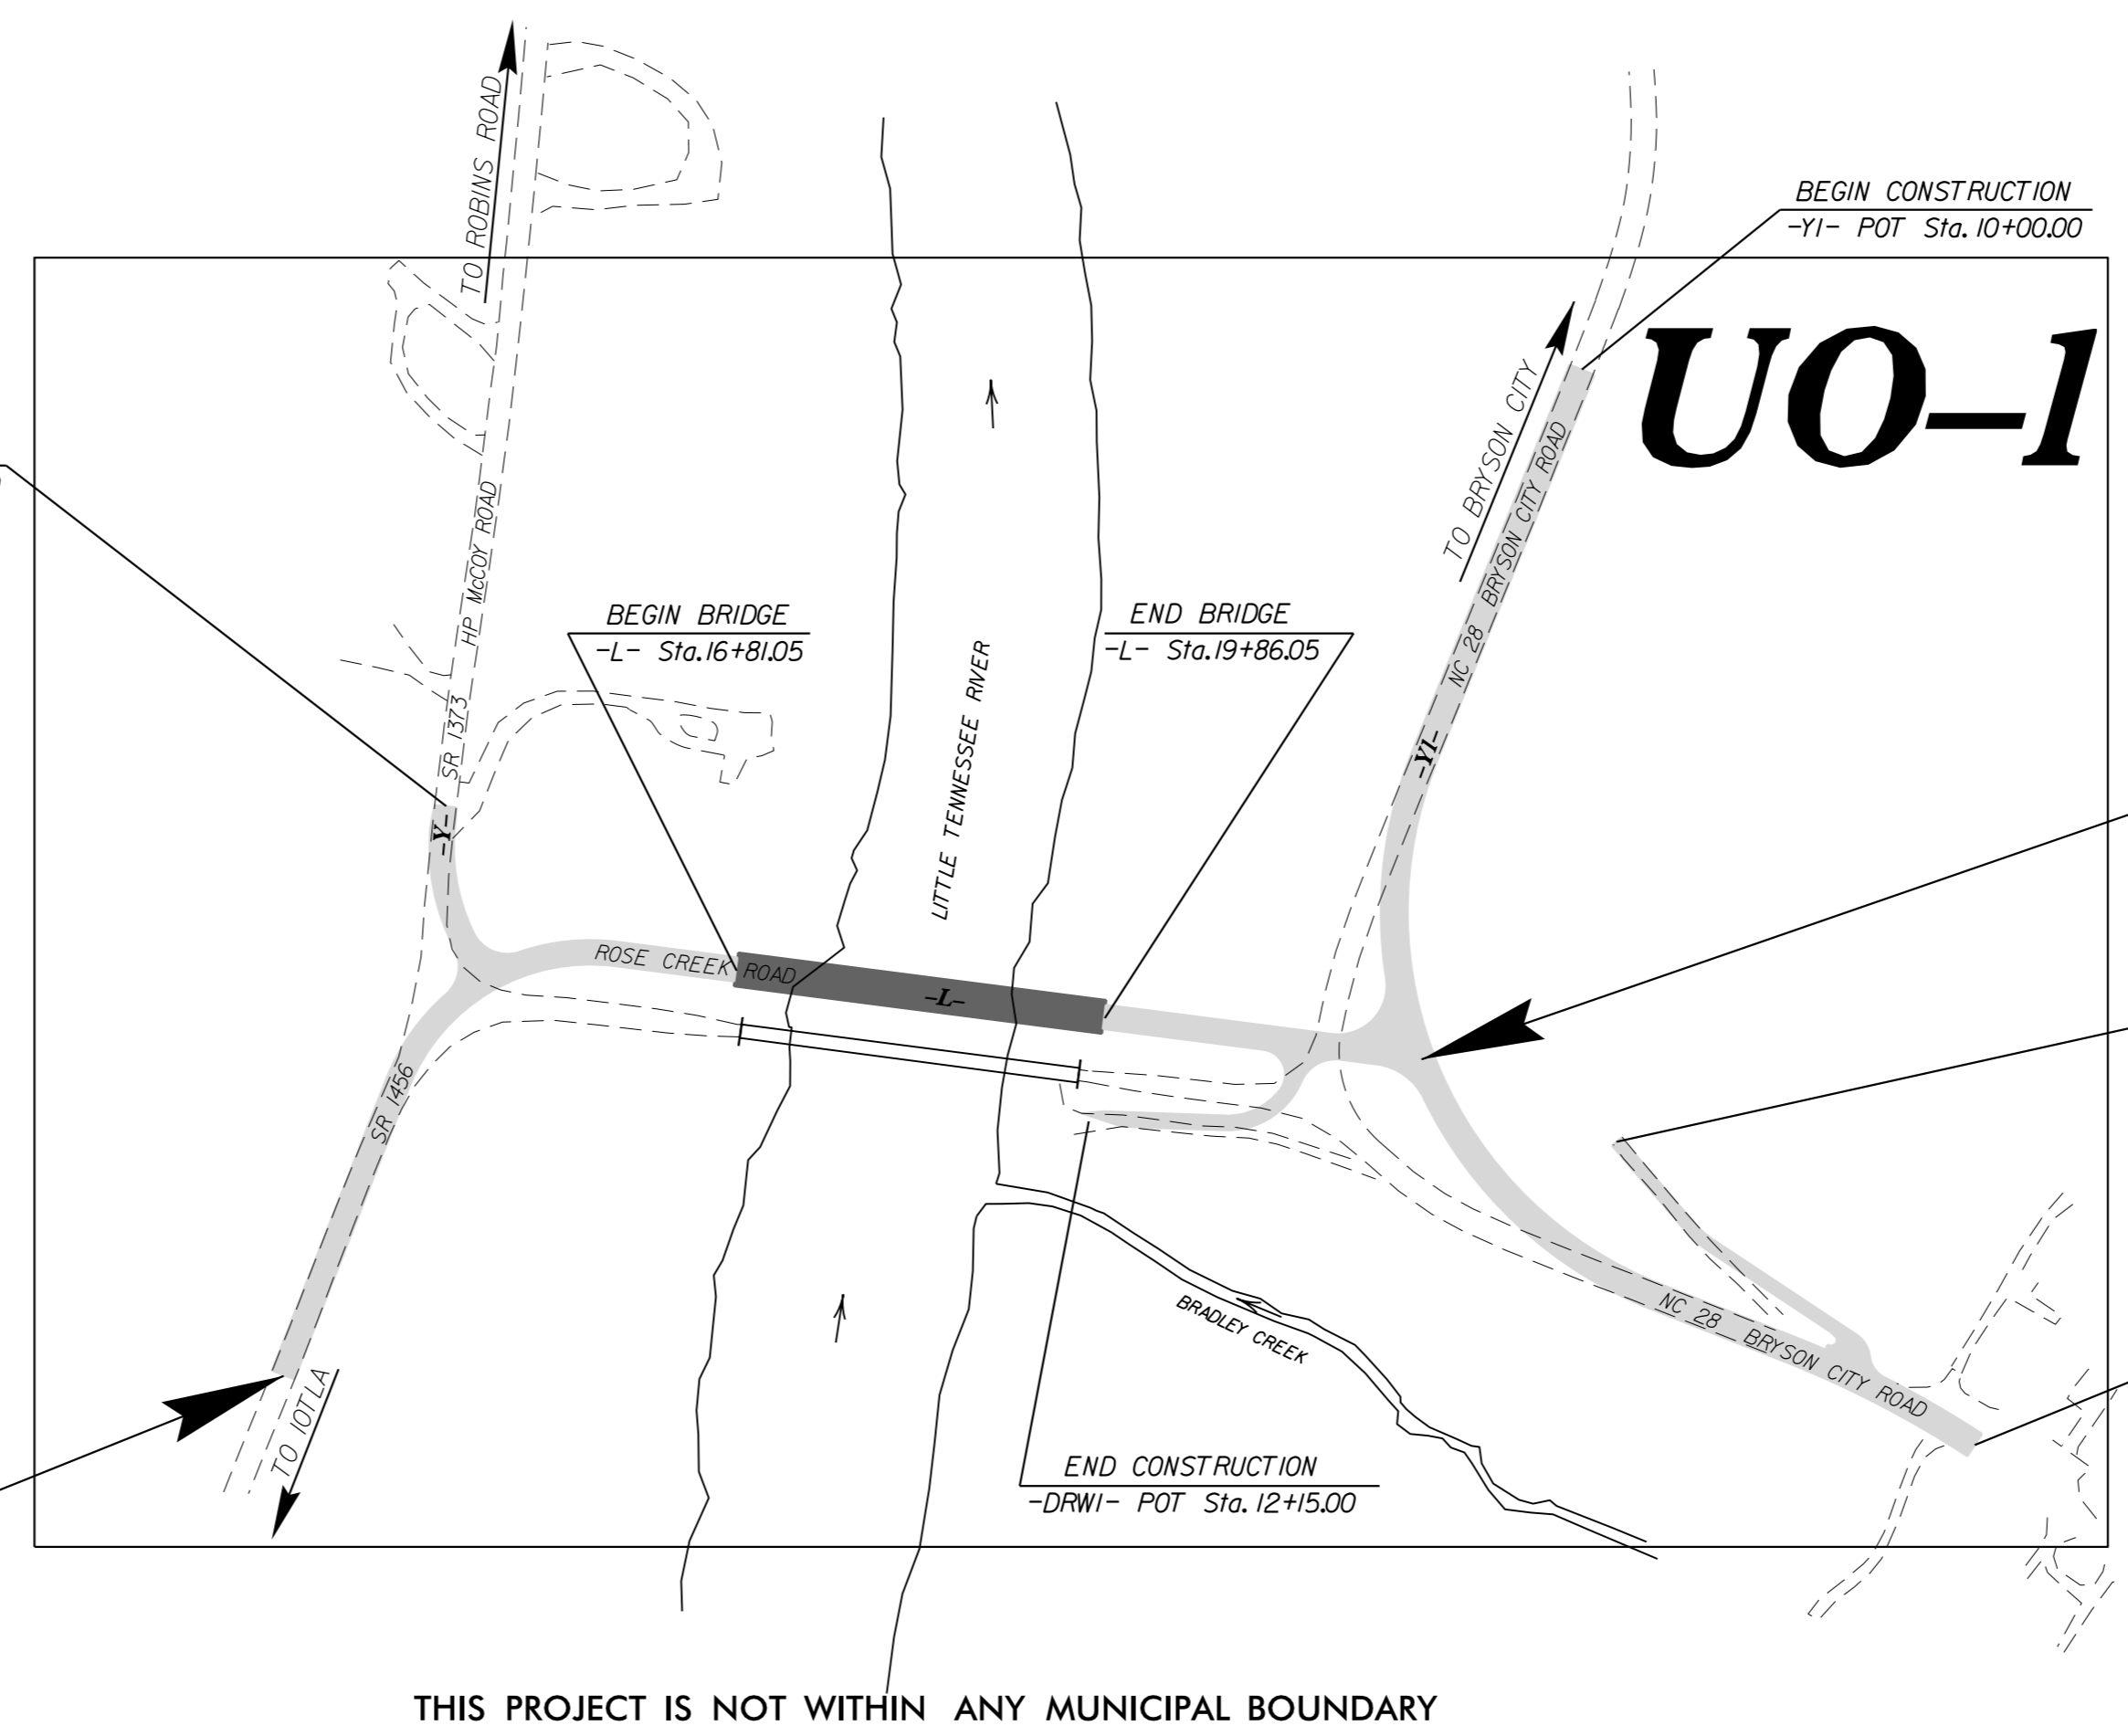 TO ROBINS ROAD
BEGIN CONSTRUCTION
-Y1- POT Sta. 10+00.00
UO-1
TO BRYSON CITY
NC 28 BRYSON CITY ROAD
-Y1-
HP McCOY ROAD
SR 1373
-Y-
BEGIN BRIDGE
-L- Sta.16+81.05
END BRIDGE
-L- Sta.19+86.05
LITTLE TENNESSEE RIVER
ROSE CREEK ROAD
-L-
SR 1456
TO IOTLA
BRADLEY CREEK
NC 28 BRYSON CITY ROAD
END CONSTRUCTION
-DRW1- POT Sta. 12+15.00
THIS PROJECT IS NOT WITHIN ANY MUNICIPAL BOUNDARY